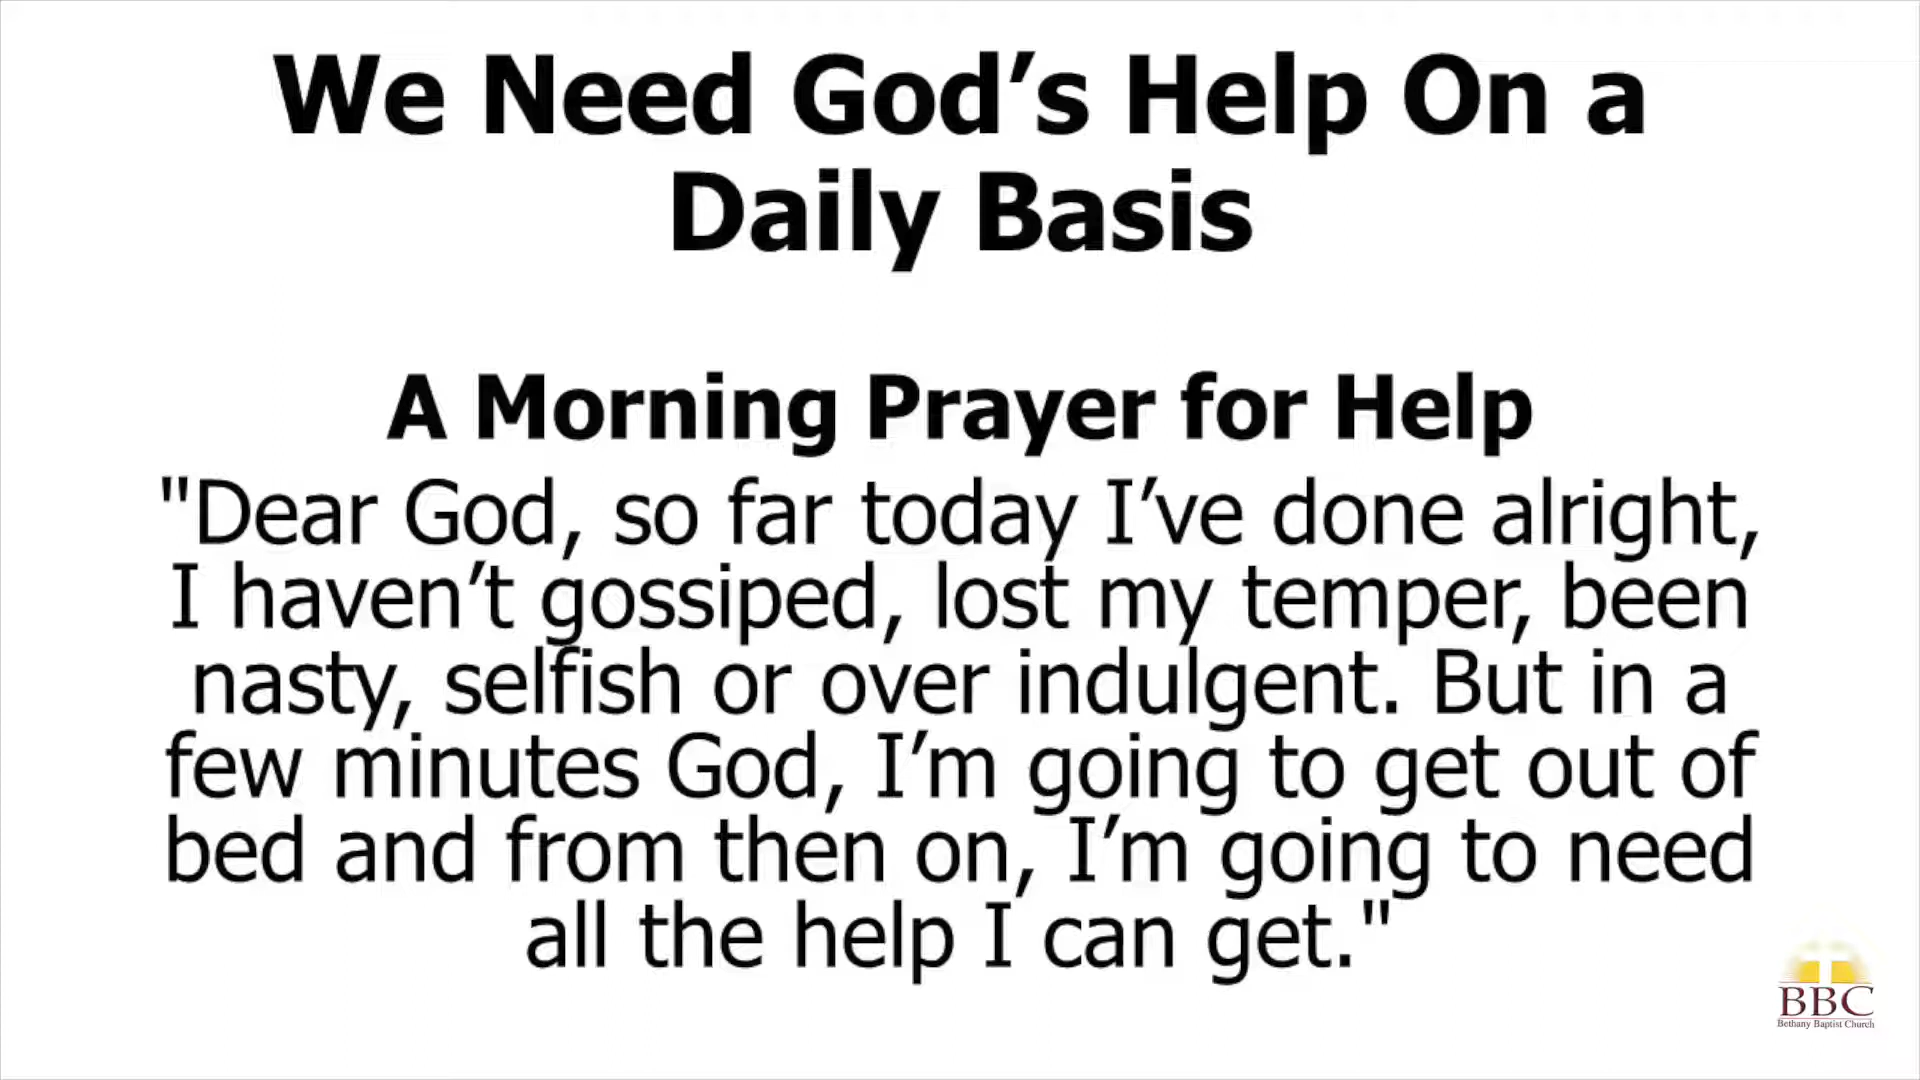 We Need God’s Help On a
Daily Basis
A Morning Prayer for Help
"Dear God, so far today I’ve done alright,
I haven’t gossiped, lost my temper, been
nasty, selfish or over indulgent. But in a
few minutes God, I’m going to get out of
bed and from then on, I’m going to need
all the help I can get."
BBC
Bethany Baptist Church